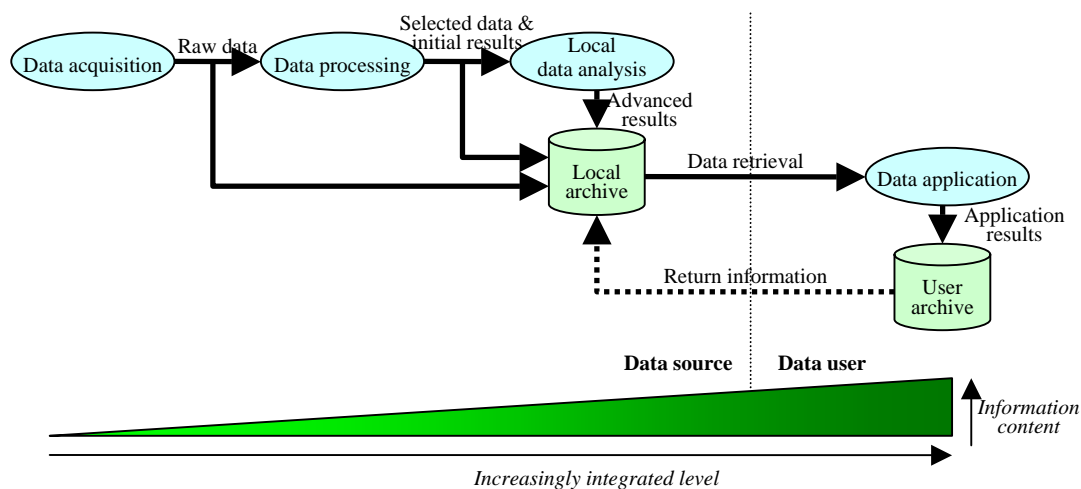 Selected data &
initial results
Raw data
Data acquisition
Data processing
Local
data analysis
Advanced
results
Local
archive
Data retrieval
Data application
Application
results
Return information
User
archive
Data source
Data user
Information
content
Increasingly integrated level